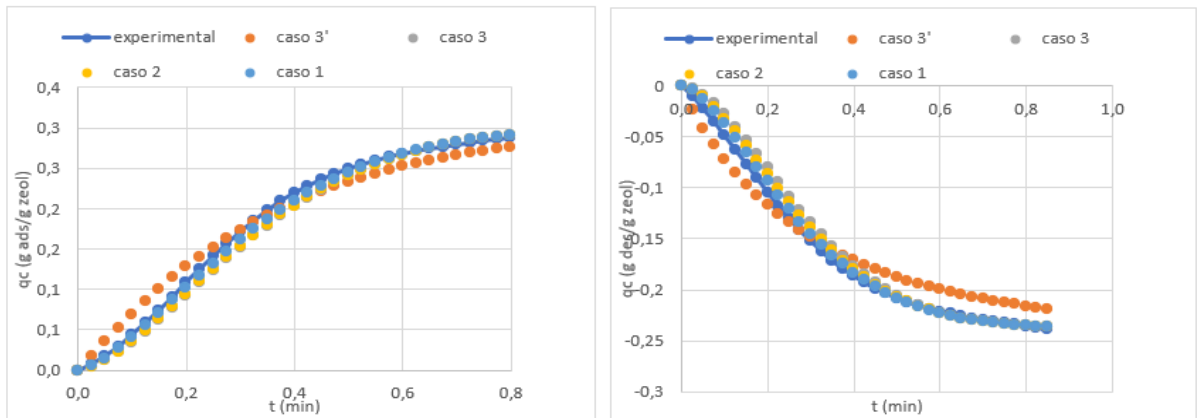 experimental
caso 3'
caso 3
caso 2
caso 1
qc (g ads/g zeol)
0,4
0,3
0,3
0,2
0,2
0,1
0,1
0,0
0,0
0,2
0,4
0,6
0,8
t (min)
experimental
caso 3'
caso 3
caso 2
caso 1
qc (g des/g zeol)
0
-0,05
-0,1
-0,15
-0,2
-0,25
-0,3
0,0
0,2
0,4
0,6
0,8
1,0
t (min)